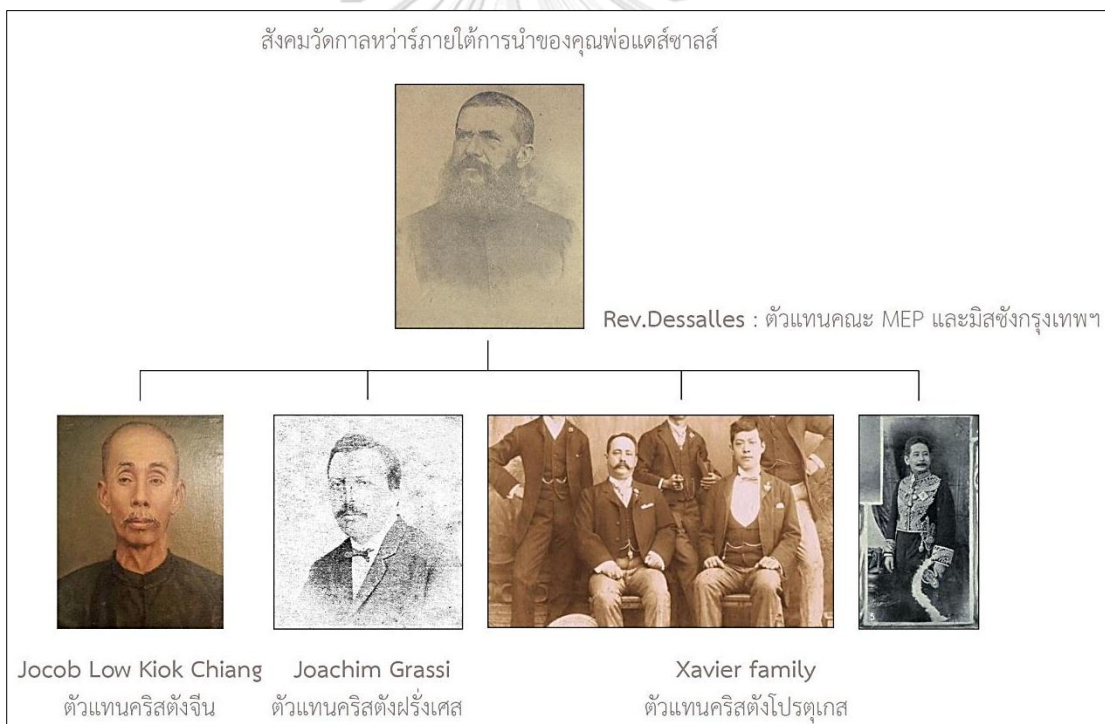 สังคมวัดกาลหว่าร์ภายใต้การนำของคุณพ่อแดส์ซาลส์
Rev.Dessalles : ตัวแทนคณะ MEP และมิสซังกรุงเทพฯ
Jocob Low Kiok Chiang
ตัวแทนคริสตังจีน
Joachim Grassi
ตัวแทนคริสตังฝรั่งเศส
Xavier family
ตัวแทนคริสตังโปรตุเกส